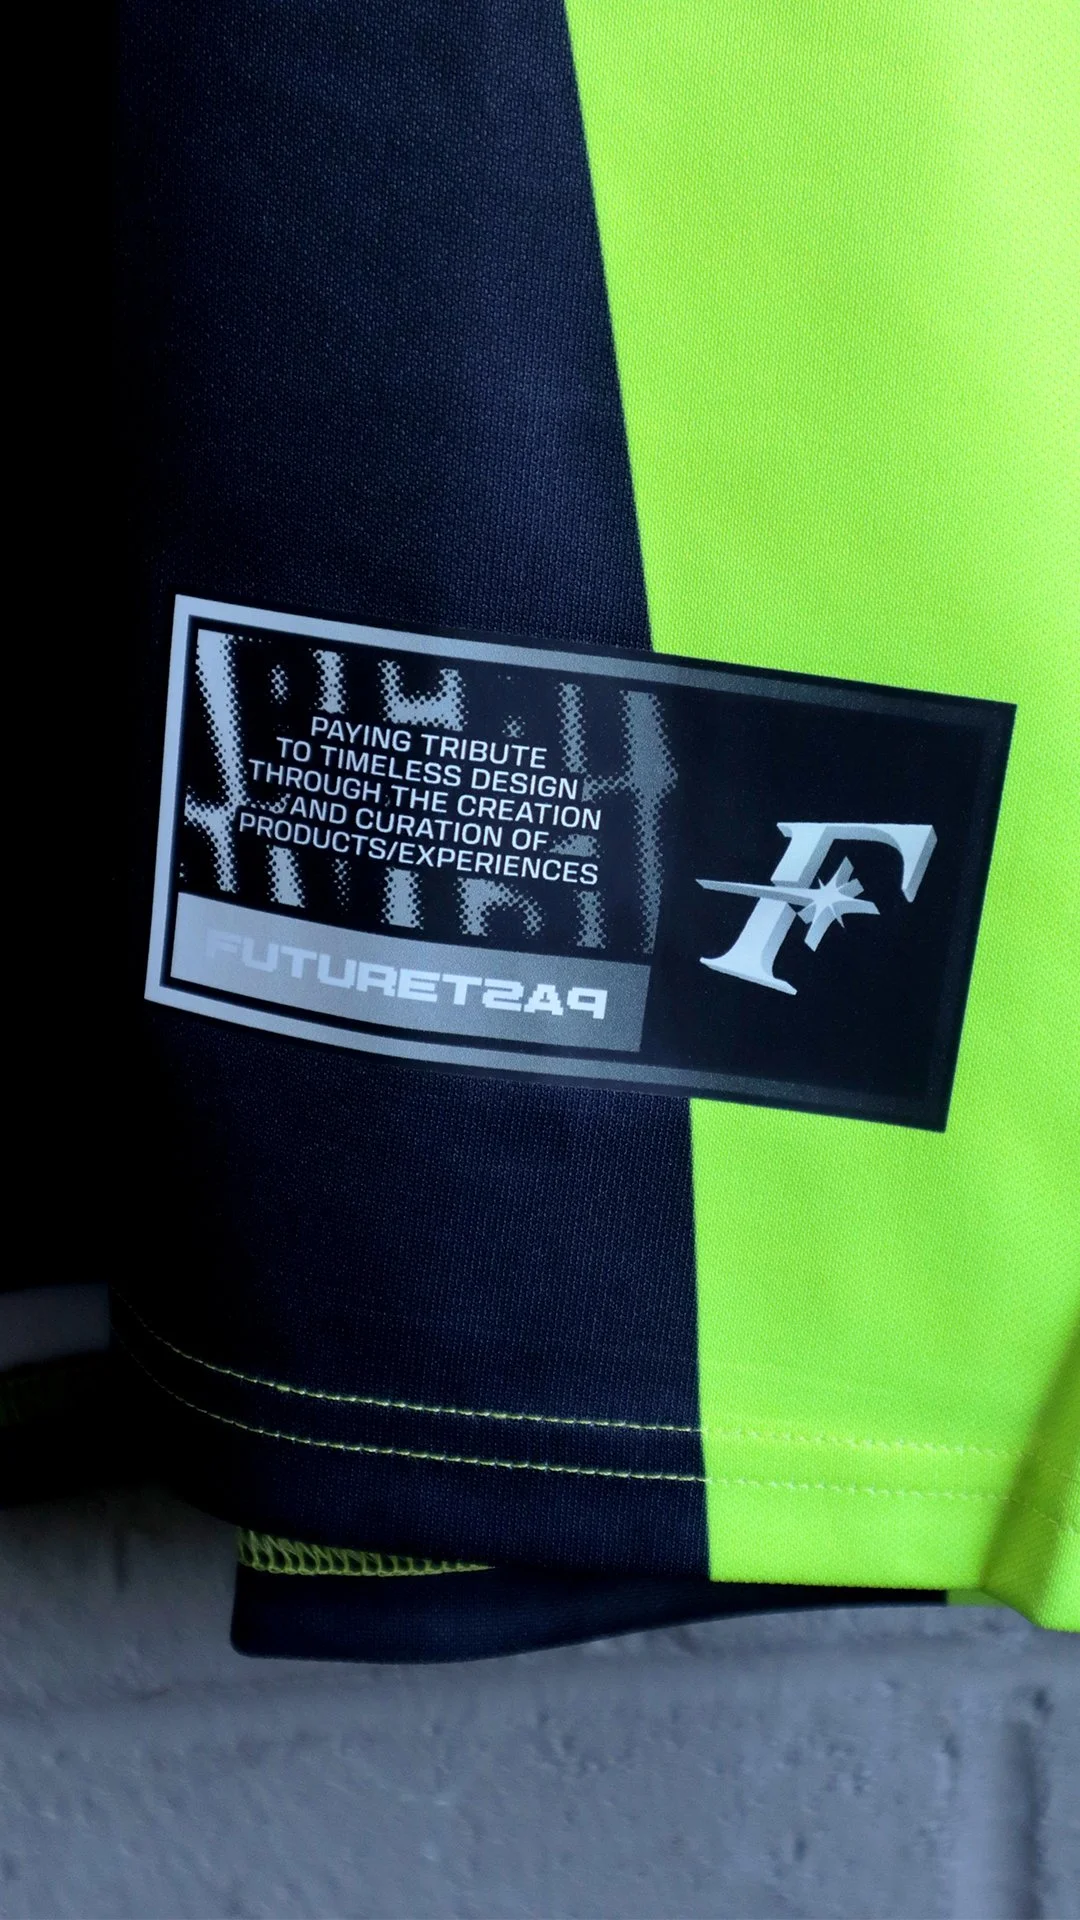 PAYING TRIBUTE
TO TIMELESS DESIGN
THROUGH THE CREATION
AND CURATION OF
PRODUCTS/EXPERIENCES
FUTURETSAP
F